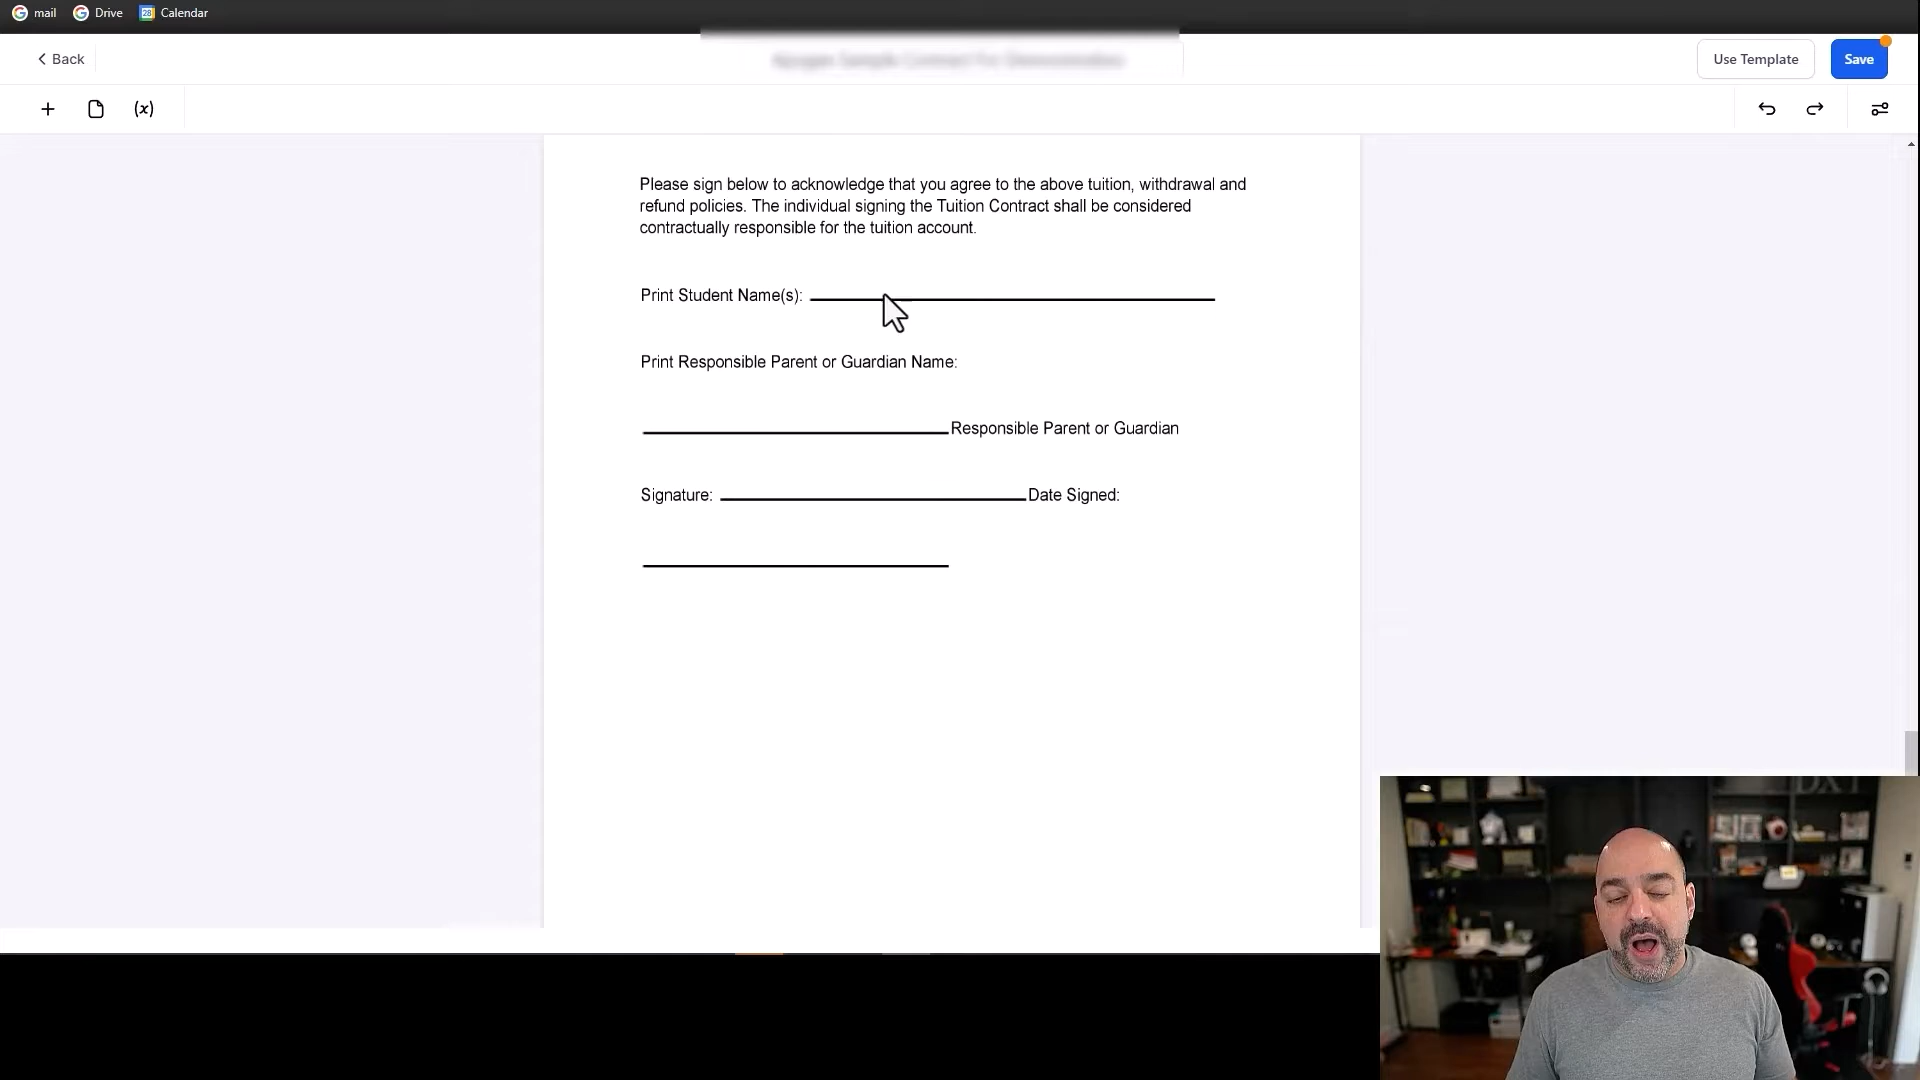 mail Drive 28 Calendar
Back
Use Template
Save
(x)
Please sign below to acknowledge that you agree to the above tuition, withdrawal and
refund policies. The individual signing the Tuition Contract shall be considered
contractually responsible for the tuition account.
Print Student Name(s):
Print Responsible Parent or Guardian Name:
Responsible Parent or Guardian
Signature: Date Signed: